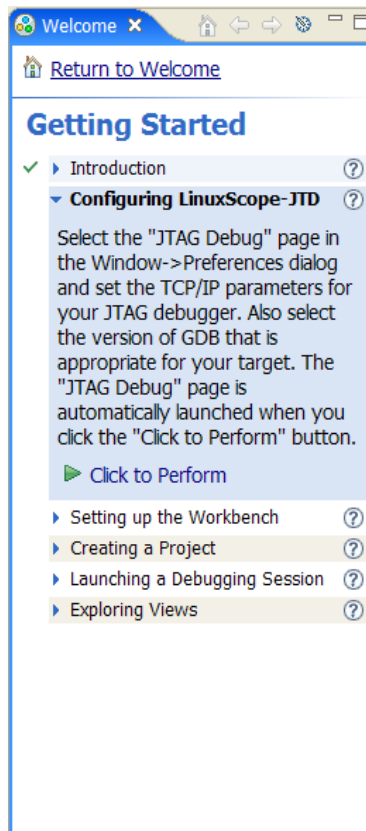 Welcome
Return to Welcome
Getting Started
Introduction
Configuring LinuxScope-JTD
Select the "JTAG Debug" page in
the Window->Preferences dialog
and set the TCP/IP parameters for
your JTAG debugger. Also select
the version of GDB that is
appropriate for your target. The
"JTAG Debug" page is
automatically launched when you
click the "Click to Perform" button.
Click to Perform
Setting up the Workbench
Creating a Project
Launching a Debugging Session
Exploring Views